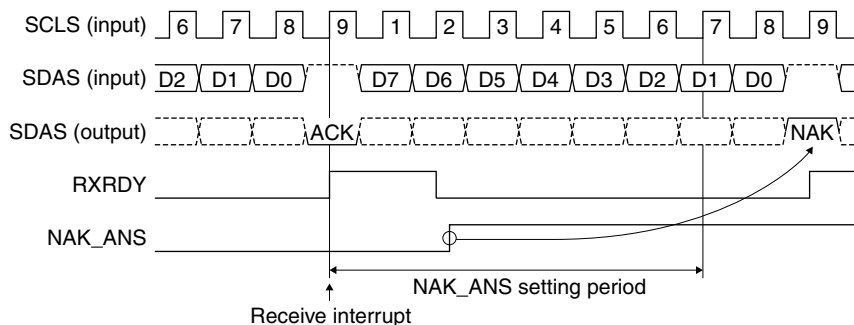 SCLS (input) 6 7 8 9 1 2 3 4 5 6 7 8 9
SDAS (input) D2 D1 D0 D7 D6 D5 D4 D3 D2 D1 D0
SDAS (output) ACK NAK
RXRDY
NAK_ANS
NAK_ANS setting period
Receive interrupt